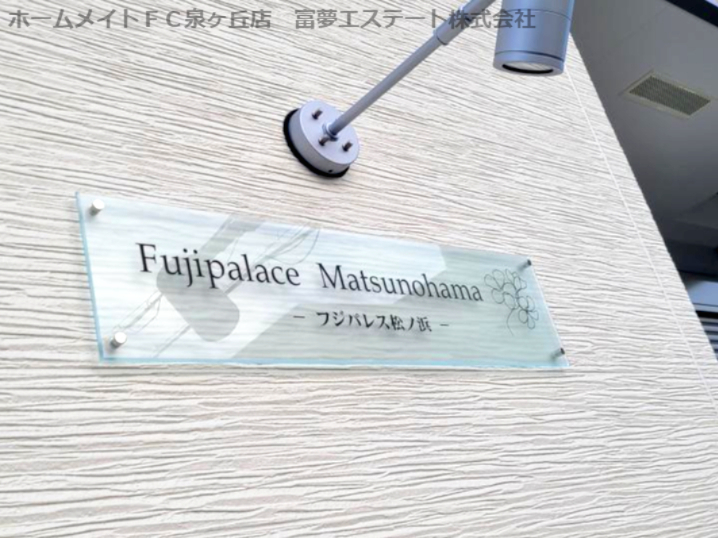 ホームメイトＦＣ泉ヶ丘店　富夢エステート株式会社
Fujipalace Matsunohama
－ フジパレス松ノ浜 －